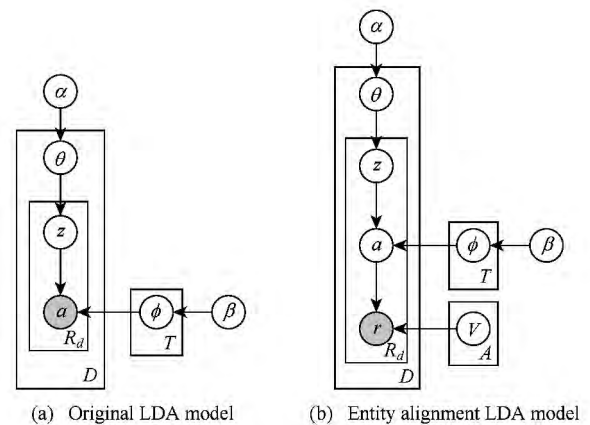 α
θ
z
a
ϕ
β
R_d
T
D
(a) Original LDA model
α
θ
z
a
ϕ
β
T
r
V
R_d
A
D
(b) Entity alignment LDA model